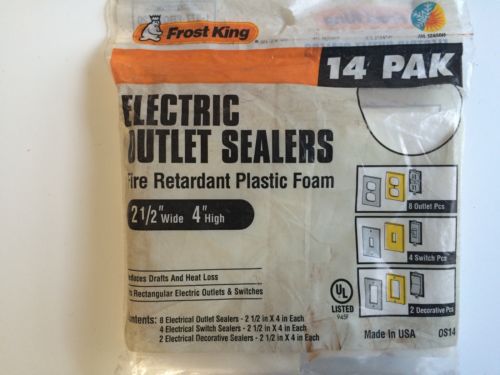 Frost King
ALL SEASON
14 PAK
ELECTRIC
OUTLET SEALERS
Fire Retardant Plastic Foam
2 1/2" Wide 4" High
8 Outlet Pcs
4 Switch Pcs
2 Decorative Pcs
Reduces Drafts And Heat Loss
Rectangular Electric Outlets & Switches
Contents: 8 Electrical Outlet Sealers - 2 1/2 in X 4 in Each
4 Electrical Switch Sealers - 2 1/2 in X 4 in Each
2 Electrical Decorative Sealers - 2 1/2 in X 4 in Each
UL
LISTED
945F
Made In USA OS14